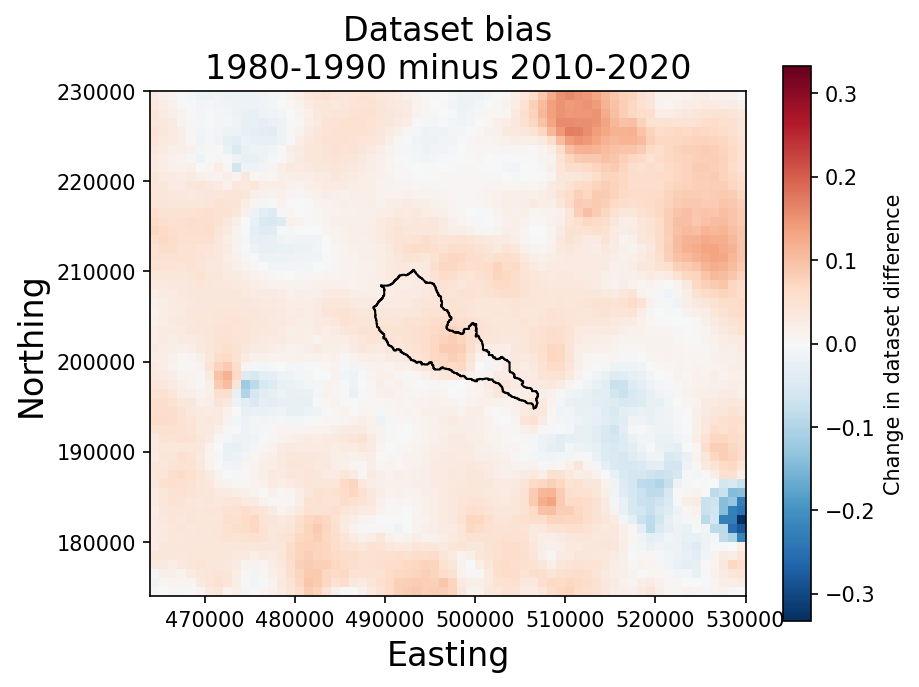 Dataset bias
1980-1990 minus 2010-2020
230000
220000
210000
200000
190000
180000
Northing
470000 480000 490000 500000 510000 520000 530000
Easting
0.3
0.2
0.1
0.0
−0.1
−0.2
−0.3
Change in dataset difference